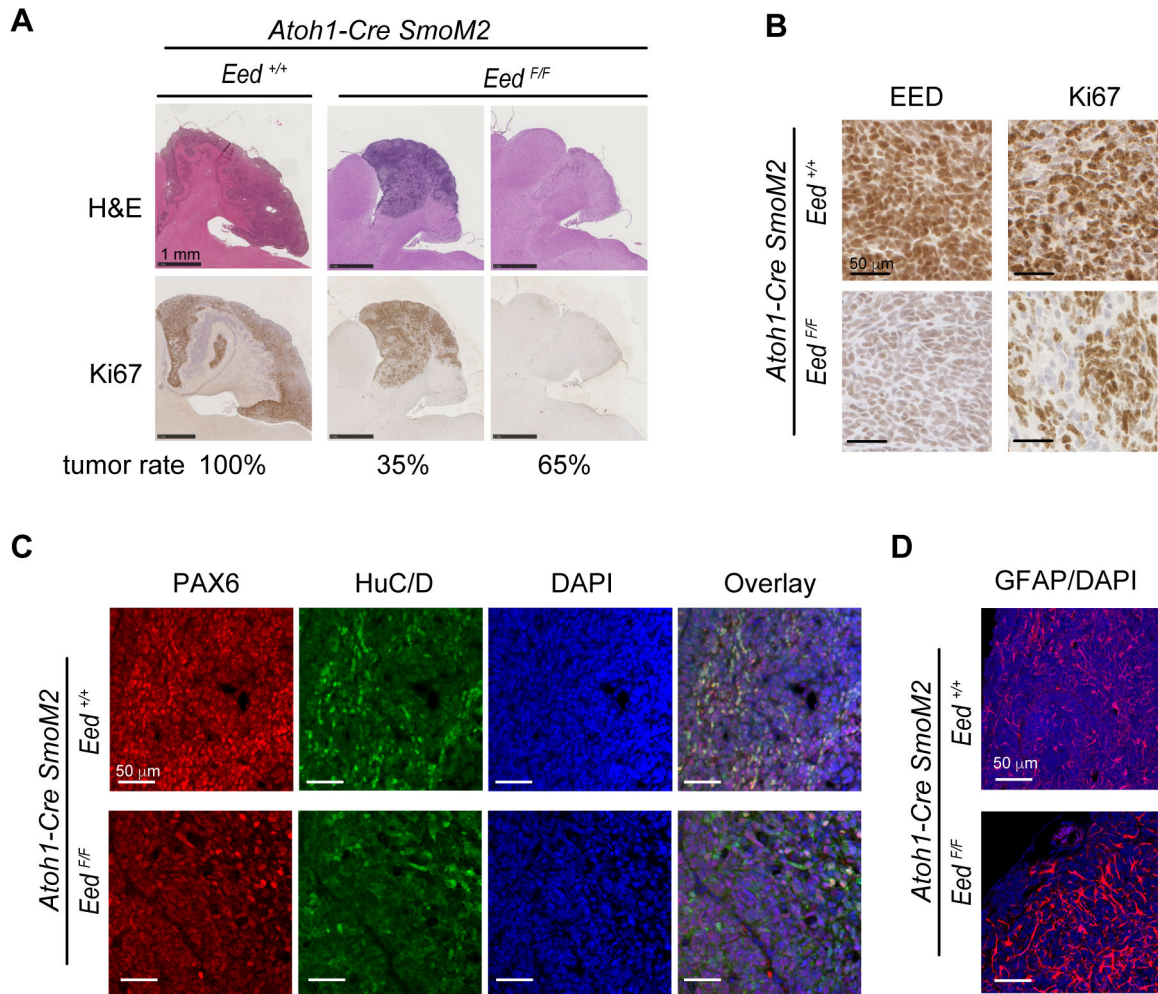 A
Atoh1-Cre SmoM2
Eed +/+
Eed F/F
H&E
1 mm
Ki67
tumor rate 100% 35% 65%
B
EED Ki67
Atoh1-Cre SmoM2
Eed +/+
50 μm
Eed F/F
C
PAX6 HuC/D DAPI Overlay
Atoh1-Cre SmoM2
Eed +/+
50 μm
Eed F/F
D
GFAP/DAPI
Atoh1-Cre SmoM2
Eed +/+
50 μm
Eed F/F